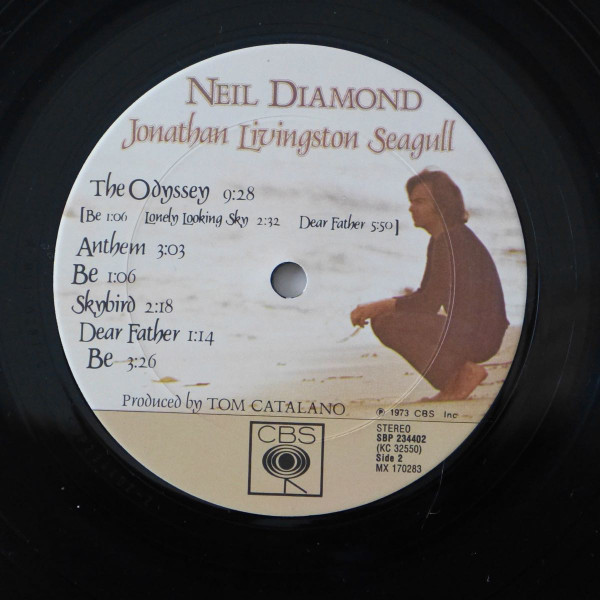 NEIL DIAMOND
Jonathan Livingston Seagull
The Odyssey 9:28
[Be 1:06 Lonely Looking Sky 2:32 Dear Father 5:50]
Anthem 3:03
Be 1:06
Skybird 2:18
Dear Father 1:14
Be 3:26
Produced by TOM CATALANO
℗ 1973 CBS Inc
CBS
STEREO
SBP 234402
(KC 32550)
Side 2
MX 170283